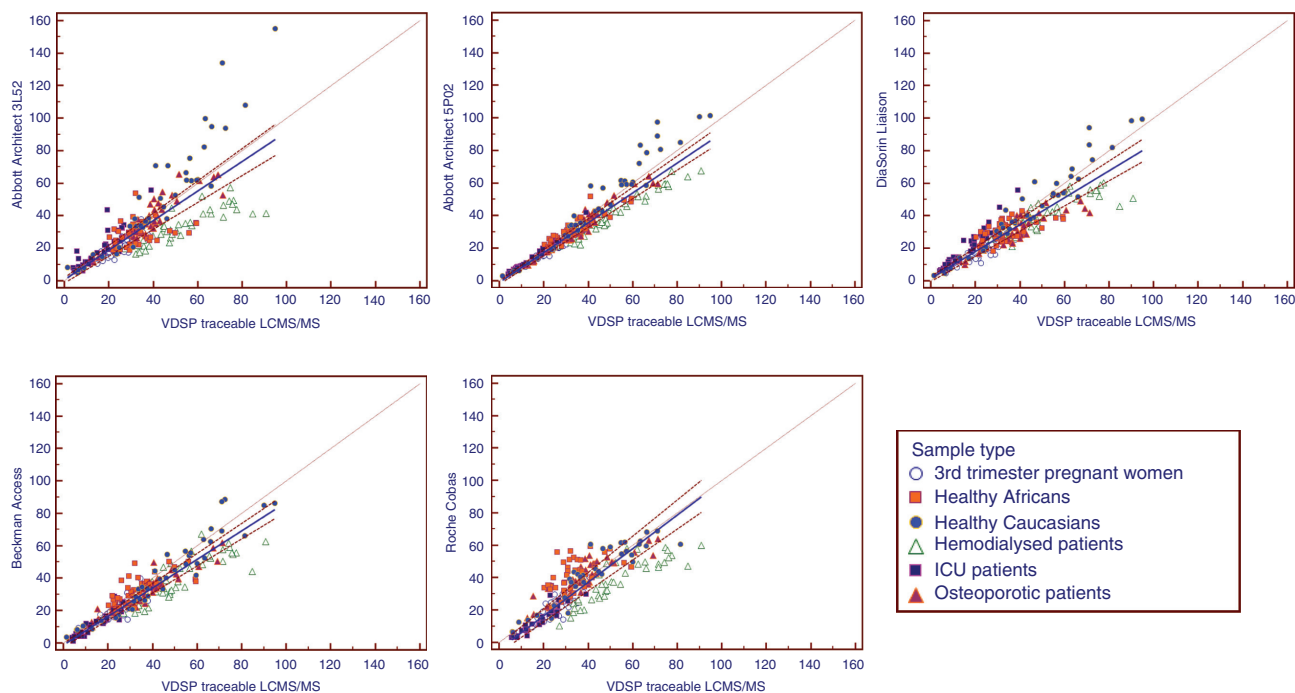 160
140
120
100
80
60
40
20
0
Abbott Architect 3L52
0 20 40 60 80 100 120 140 160
VDSP traceable LCMS/MS
160
140
120
100
80
60
40
20
0
Abbott Architect 5P02
0 20 40 60 80 100 120 140 160
VDSP traceable LCMS/MS
160
140
120
100
80
60
40
20
0
DiaSorin Liaison
0 20 40 60 80 100 120 140 160
VDSP traceable LCMS/MS
160
140
120
100
80
60
40
20
0
Beckman Access
0 20 40 60 80 100 120 140 160
VDSP traceable LCMS/MS
160
140
120
100
80
60
40
20
0
Roche Cobas
0 20 40 60 80 100 120 140 160
VDSP traceable LCMS/MS
Sample type
3rd trimester pregnant women
Healthy Africans
Healthy Caucasians
Hemodialysed patients
ICU patients
Osteoporotic patients